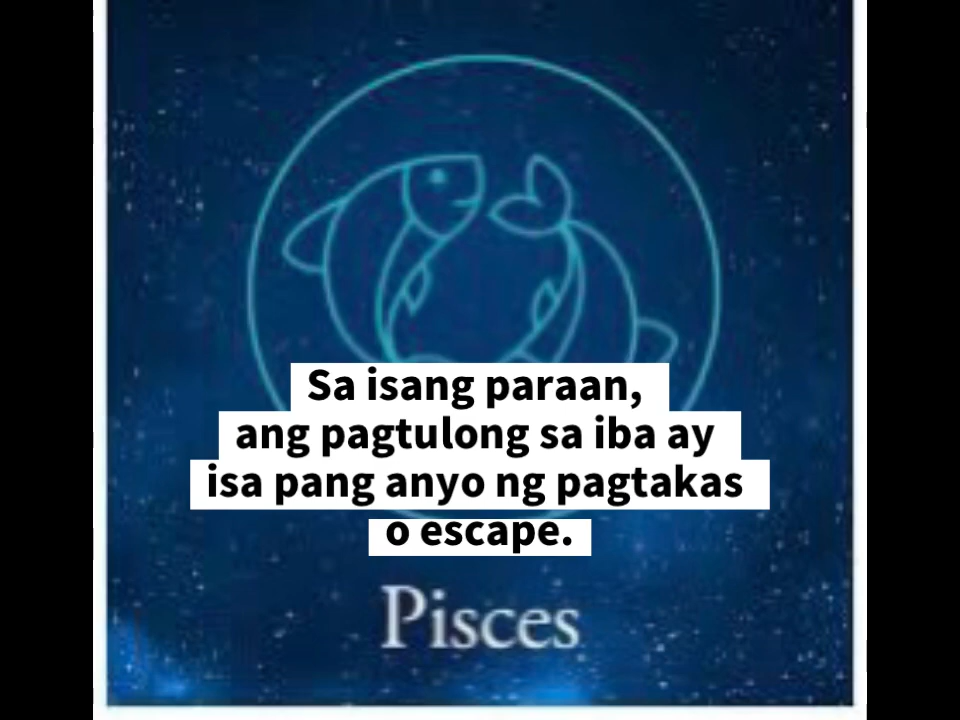 Sa isang paraan,
ang pagtulong sa iba ay
isa pang anyo ng pagtakas
o escape.
Pisces